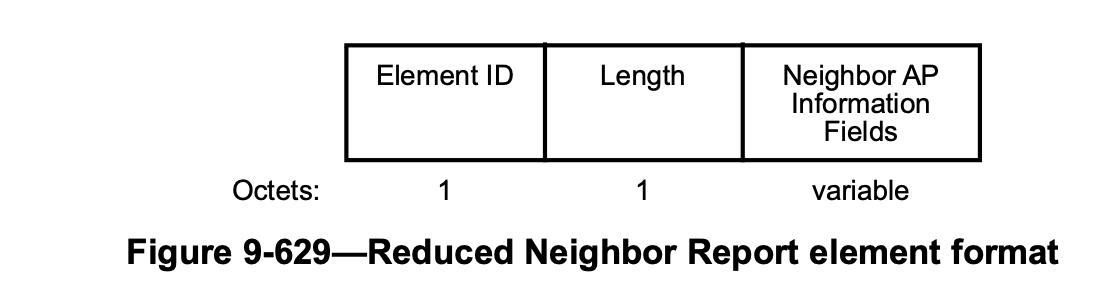 Element ID
Length
Neighbor AP
Information
Fields
Octets: 1 1 variable
Figure 9-629—Reduced Neighbor Report element format